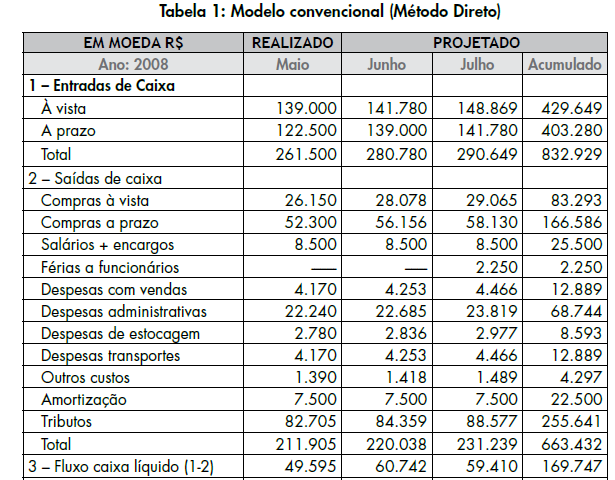 Tabela 1: Modelo convencional (Método Direto)
EM MOEDA R$ REALIZADO PROJETADO
Ano: 2008 Maio Junho Julho Acumulado
1 – Entradas de Caixa
À vista 139.000 141.780 148.869 429.649
A prazo 122.500 139.000 141.780 403.280
Total 261.500 280.780 290.649 832.929
2 – Saídas de caixa
Compras à vista 26.150 28.078 29.065 83.293
Compras a prazo 52.300 56.156 58.130 166.586
Salários + encargos 8.500 8.500 8.500 25.500
Férias a funcionários –– –– 2.250 2.250
Despesas com vendas 4.170 4.253 4.466 12.889
Despesas administrativas 22.240 22.685 23.819 68.744
Despesas de estocagem 2.780 2.836 2.977 8.593
Despesas transportes 4.170 4.253 4.466 12.889
Outros custos 1.390 1.418 1.489 4.297
Amortização 7.500 7.500 7.500 22.500
Tributos 82.705 84.359 88.577 255.641
Total 211.905 220.038 231.239 663.432
3 – Fluxo caixa líquido (1-2) 49.595 60.742 59.410 169.747